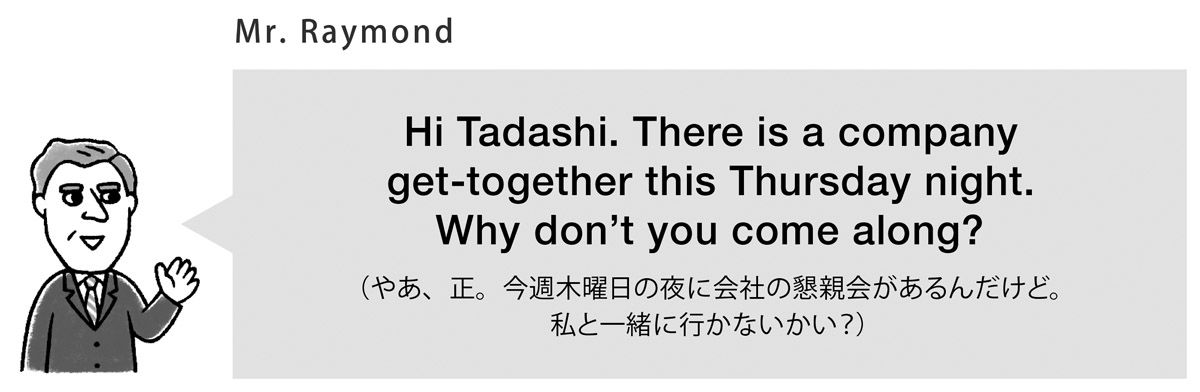 Mr. Raymond
Hi Tadashi. There is a company
get-together this Thursday night.
Why don’t you come along?
（やあ、正。今週木曜日の夜に会社の懇親会があるんだけど。
私と一緒に行かないかい？）